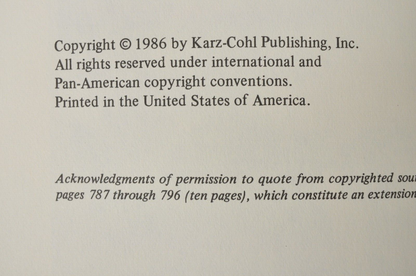 Copyright © 1986 by Karz-Cohl Publishing, Inc.
All rights reserved under international and
Pan-American copyright conventions.
Printed in the United States of America.
Acknowledgments of permission to quote from copyrighted
pages 787 through 796 (ten pages), which constitute an extension